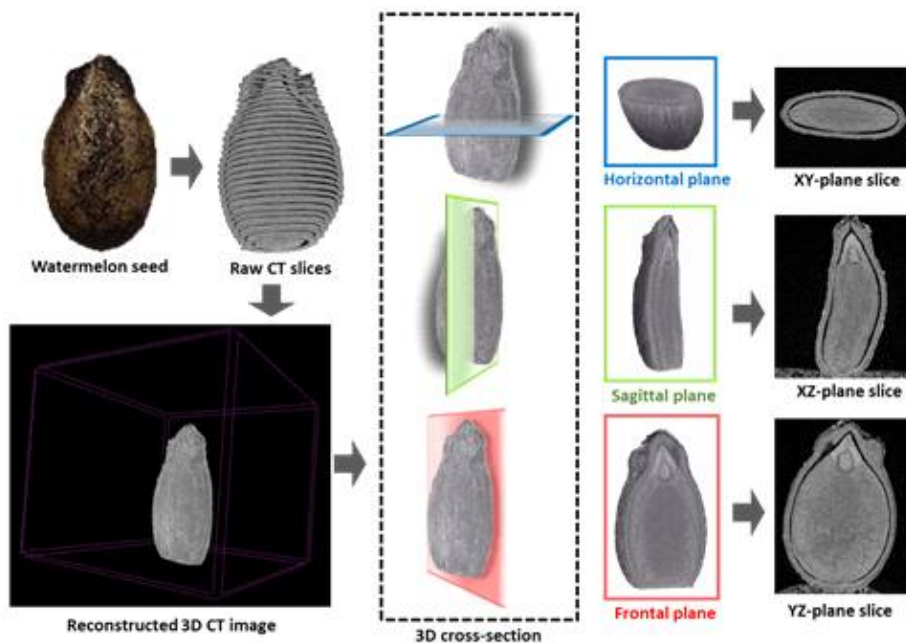 Watermelon seed
Raw CT slices
Reconstructed 3D CT image
3D cross-section
Horizontal plane
XY-plane slice
Sagittal plane
XZ-plane slice
Frontal plane
YZ-plane slice